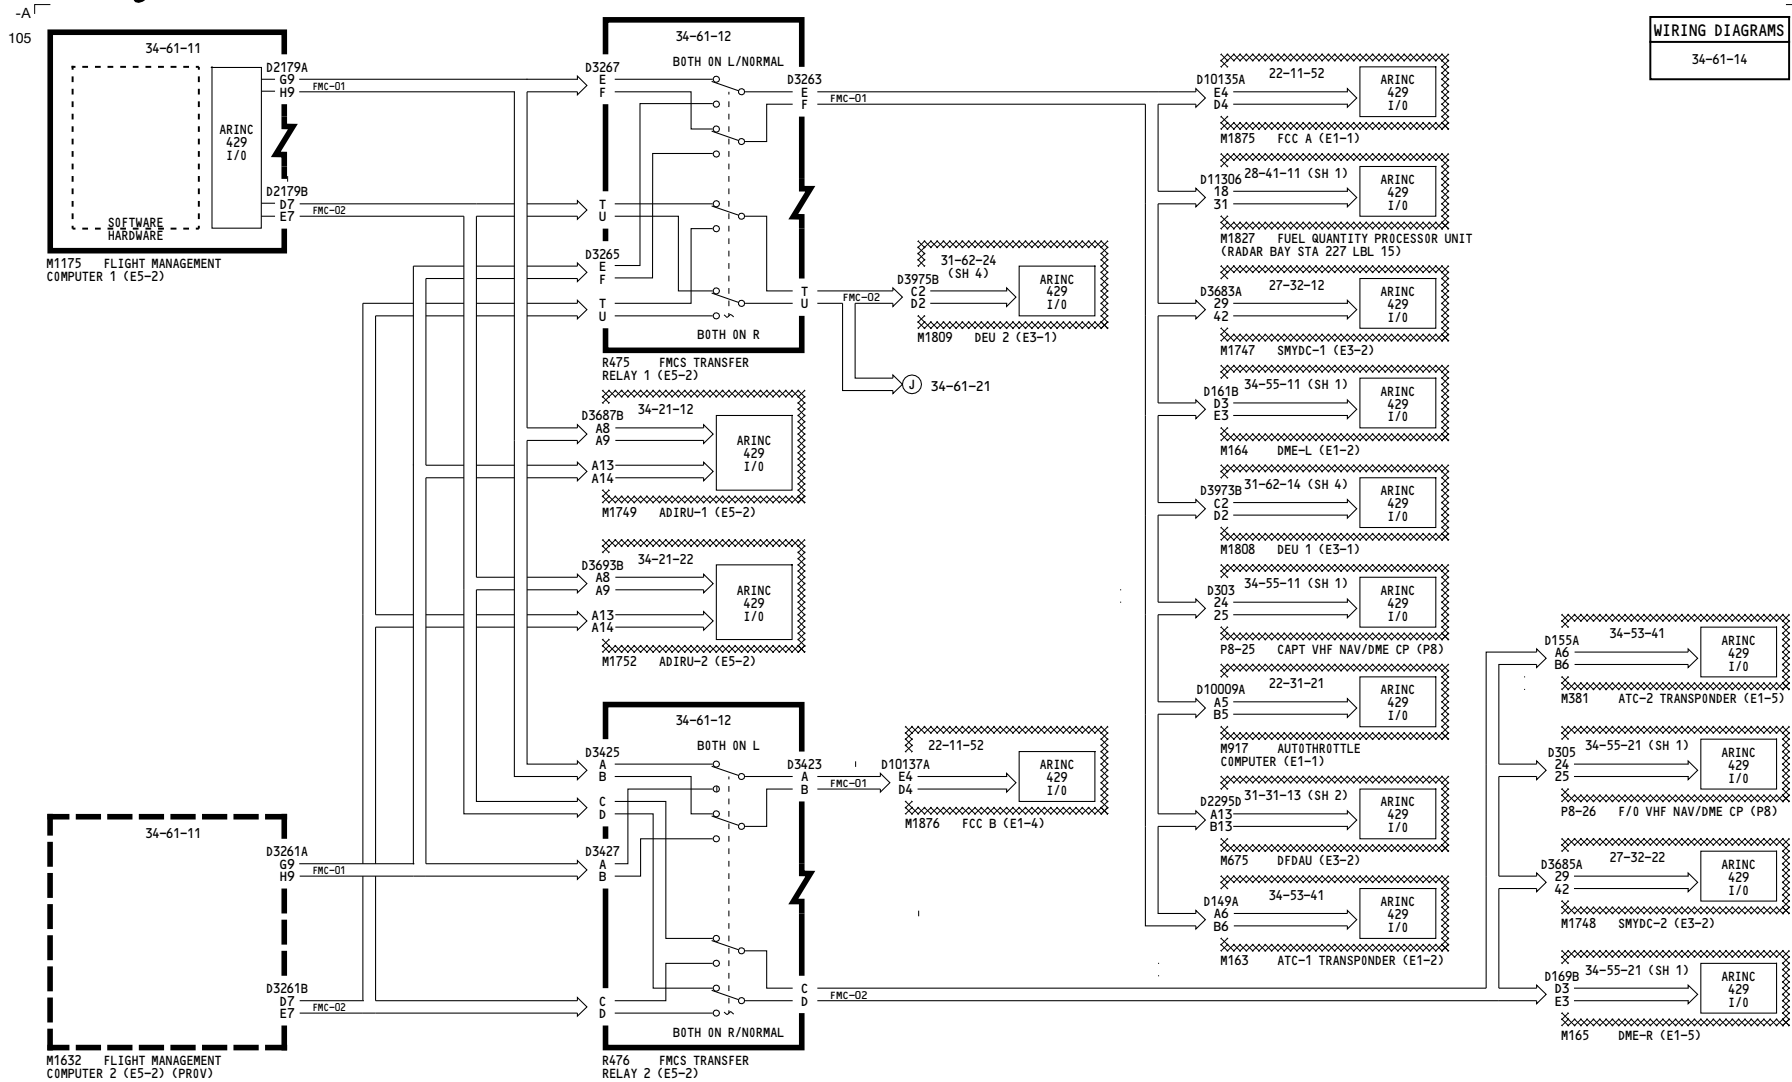 -A
105
WIRING DIAGRAMS
34-61-14
34-61-11
SOFTWARE
HARDWARE
ARINC
429
I/O
D2179A
G9
H9
FMC-01
D2179B
D7
E7
FMC-02
M1175 FLIGHT MANAGEMENT
COMPUTER 1 (E5-2)
34-61-11
D3261A
G9
H9
FMC-01
D3261B
D7
E7
FMC-02
M1632 FLIGHT MANAGEMENT
COMPUTER 2 (E5-2) (PROV)
34-61-12
BOTH ON L/NORMAL
D3267
E
F
T
U
D3265
E
F
T
U
BOTH ON R
D3263
E
F
FMC-01
T
U
FMC-02
R475 FMCS TRANSFER
RELAY 1 (E5-2)
34-21-12
D3687B
A8
A9
A13
A14
ARINC
429
I/O
M1749 ADIRU-1 (E5-2)
34-21-22
D3693B
A8
A9
A13
A14
ARINC
429
I/O
M1752 ADIRU-2 (E5-2)
34-61-12
BOTH ON L
D3425
A
B
C
D
D3427
A
B
C
D
BOTH ON R/NORMAL
D3423
A
B
FMC-01
C
D
FMC-02
R476 FMCS TRANSFER
RELAY 2 (E5-2)
31-62-24
(SH 4)
D3975B
C2
D2
ARINC
429
I/O
M1809 DEU 2 (E3-1)
J 34-61-21
22-11-52
D10137A
E4
D4
ARINC
429
I/O
M1876 FCC B (E1-4)
22-11-52
D10135A
E4
D4
ARINC
429
I/O
M1875 FCC A (E1-1)
28-41-11 (SH 1)
D11306
18
31
ARINC
429
I/O
M1827 FUEL QUANTITY PROCESSOR UNIT
(RADAR BAY STA 227 LBL 15)
27-32-12
D3683A
29
42
ARINC
429
I/O
M1747 SMYDC-1 (E3-2)
34-55-11 (SH 1)
D161B
D3
E3
ARINC
429
I/O
M164 DME-L (E1-2)
31-62-14 (SH 4)
D3973B
C2
D2
ARINC
429
I/O
M1808 DEU 1 (E3-1)
34-55-11 (SH 1)
D303
24
25
ARINC
429
I/O
P8-25 CAPT VHF NAV/DME CP (P8)
22-31-21
D10009A
A5
B5
ARINC
429
I/O
M917 AUTOTHROTTLE
COMPUTER (E1-1)
31-31-13 (SH 2)
D2295D
A13
B13
ARINC
429
I/O
M675 DFDAU (E3-2)
34-53-41
D149A
A6
B6
ARINC
429
I/O
M163 ATC-1 TRANSPONDER (E1-2)
34-53-41
D155A
A6
B6
ARINC
429
I/O
M381 ATC-2 TRANSPONDER (E1-5)
34-55-21 (SH 1)
D305
24
25
ARINC
429
I/O
P8-26 F/O VHF NAV/DME CP (P8)
27-32-22
D3685A
29
42
ARINC
429
I/O
M1748 SMYDC-2 (E3-2)
34-55-21 (SH 1)
D169B
D3
E3
ARINC
429
I/O
M165 DME-R (E1-5)